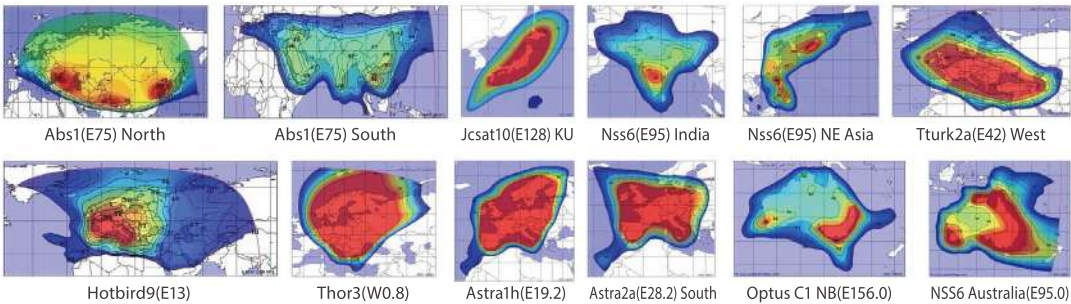 Abs1(E75) North
Abs1(E75) South
Jcsat10(E128) KU
Nss6(E95) India
Nss6(E95) NE Asia
Tturk2a(E42) West
Hotbird9(E13)
Thor3(W0.8)
Astra1h(E19.2)
Astra2a(E28.2) South
Optus C1 NB(E156.0)
NSS6 Australia(E95.0)